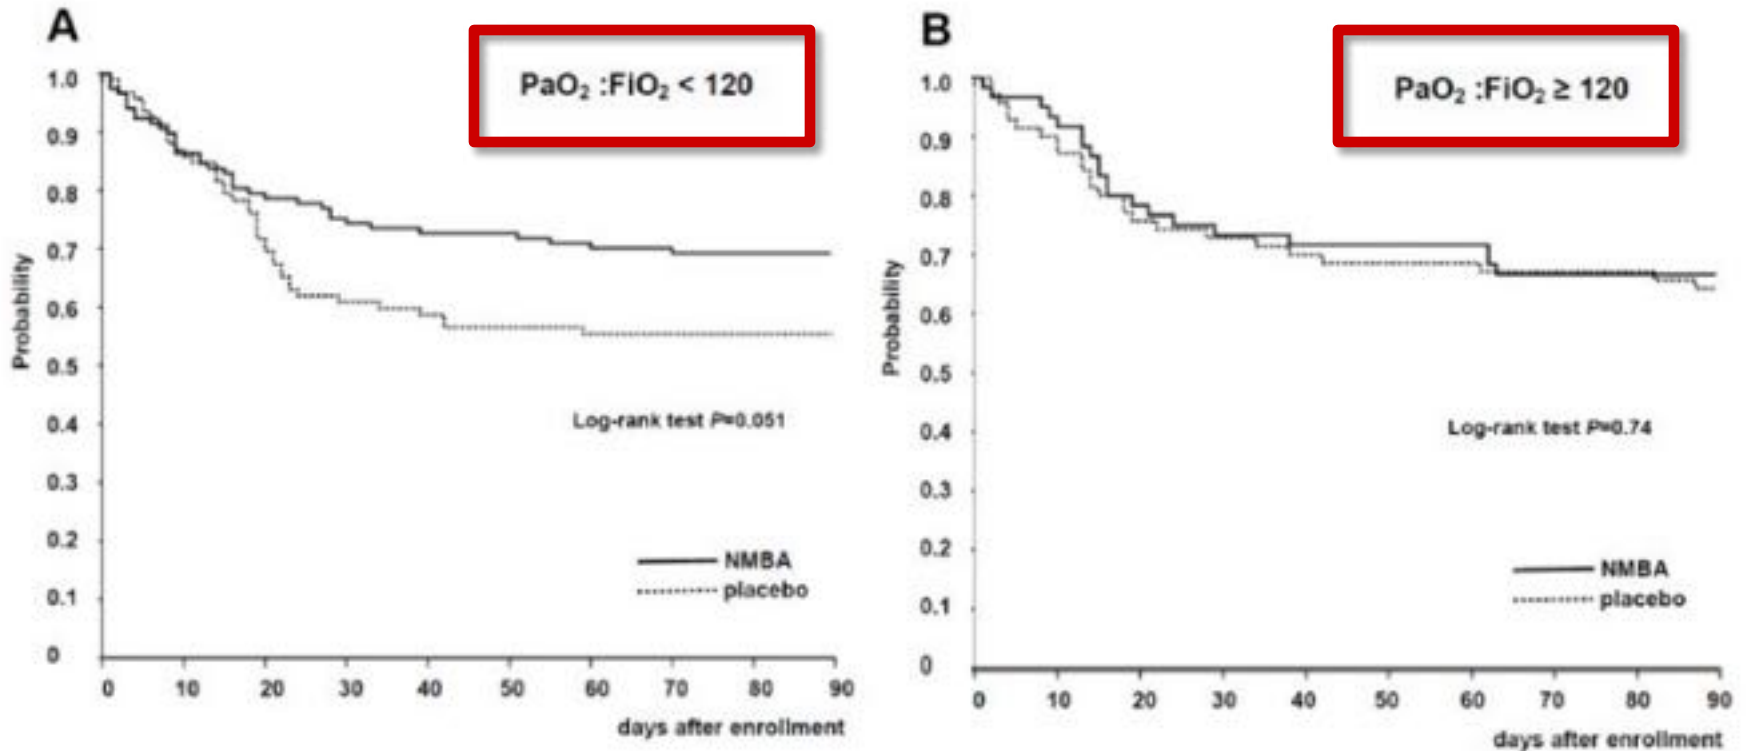 A
PaO₂ :FiO₂ < 120
1.0
0.9
0.8
0.7
0.6
0.5
0.4
0.3
0.2
0.1
0
Probability
Log-rank test P=0.051
NMBA
placebo
0 10 20 30 40 50 60 70 80 90
days after enrollment
B
PaO₂ :FiO₂ ≥ 120
1.0
0.9
0.8
0.7
0.6
0.5
0.4
0.3
0.2
0.1
0
Probability
Log-rank test P=0.74
NMBA
placebo
0 10 20 30 40 50 60 70 80 90
days after enrollment